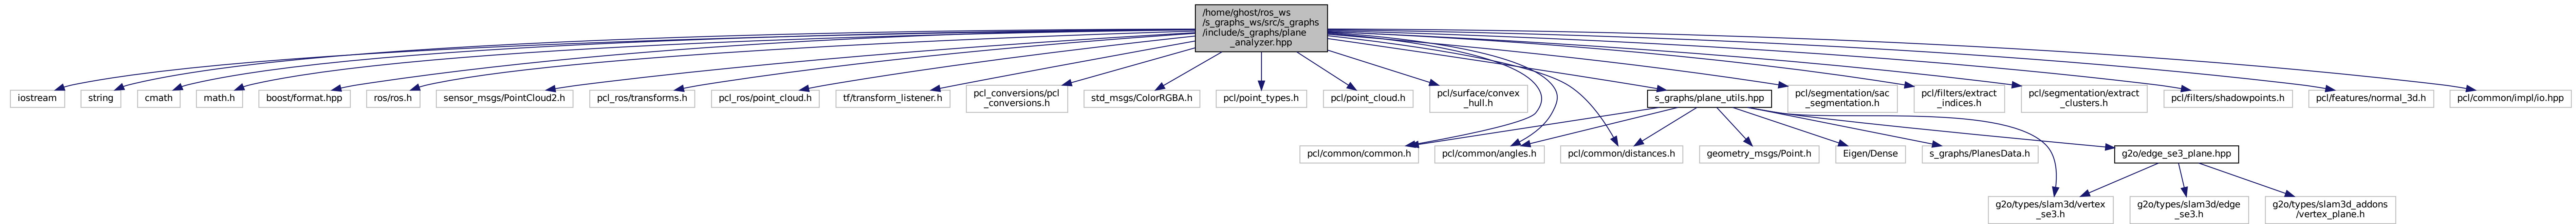 /home/ghost/ros_ws
/s_graphs_ws/src/s_graphs
/include/s_graphs/plane
_analyzer.hpp
iostream
string
cmath
math.h
boost/format.hpp
ros/ros.h
sensor_msgs/PointCloud2.h
pcl_ros/transforms.h
pcl_ros/point_cloud.h
tf/transform_listener.h
pcl_conversions/pcl
_conversions.h
std_msgs/ColorRGBA.h
pcl/point_types.h
pcl/point_cloud.h
pcl/surface/convex
_hull.h
s_graphs/plane_utils.hpp
pcl/segmentation/sac
_segmentation.h
pcl/filters/extract
_indices.h
pcl/segmentation/extract
_clusters.h
pcl/filters/shadowpoints.h
pcl/features/normal_3d.h
pcl/common/impl/io.hpp
pcl/common/common.h
pcl/common/angles.h
pcl/common/distances.h
geometry_msgs/Point.h
Eigen/Dense
s_graphs/PlanesData.h
g2o/edge_se3_plane.hpp
g2o/types/slam3d/vertex
_se3.h
g2o/types/slam3d/edge
_se3.h
g2o/types/slam3d_addons
/vertex_plane.h